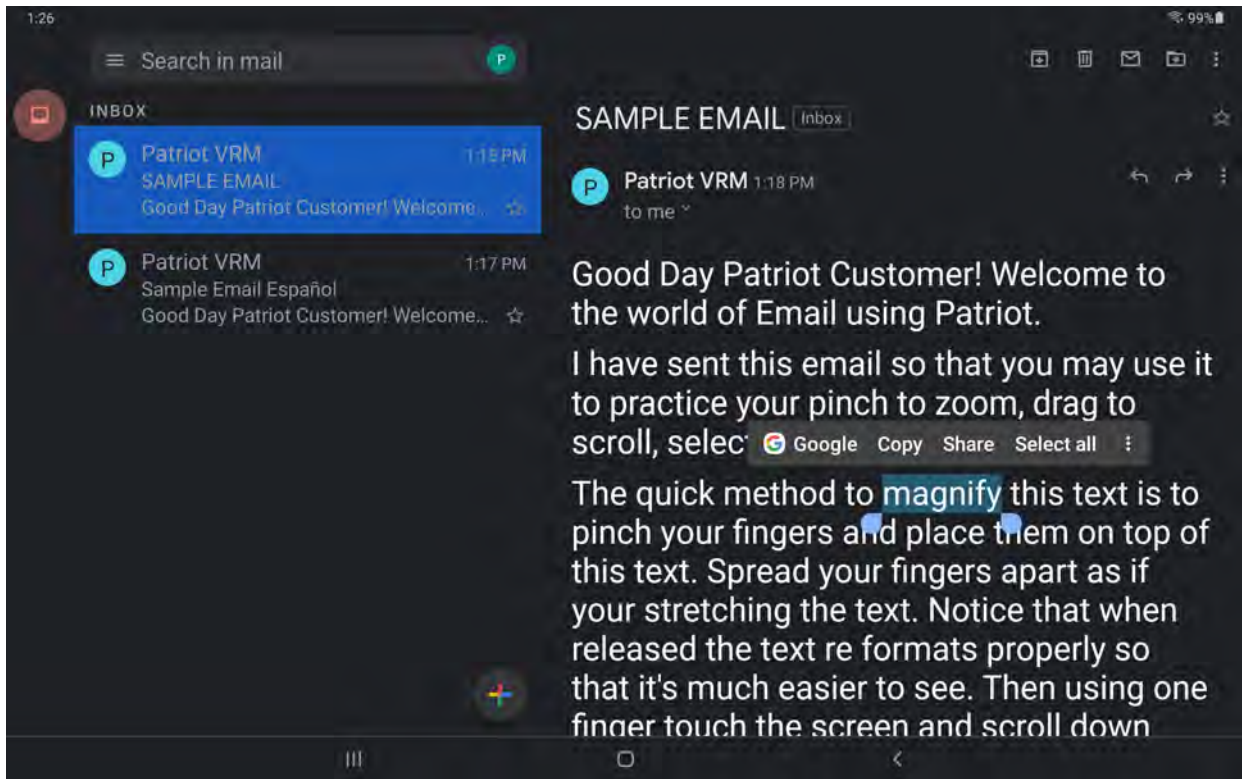 1:26
99%
Search in mail
P
INBOX
P
Patriot VRM
1:18 PM
SAMPLE EMAIL
Good Day Patriot Customer! Welcome...
P
Patriot VRM
1:17 PM
Sample Email Español
Good Day Patriot Customer! Welcome...
SAMPLE EMAIL Inbox
P
Patriot VRM 1:18 PM
to me
Good Day Patriot Customer! Welcome to
the world of Email using Patriot.
I have sent this email so that you may use it
to practice your pinch to zoom, drag to
scroll, selec
Google Copy Share Select all
The quick method to magnify this text is to
pinch your fingers and place them on top of
this text. Spread your fingers apart as if
your stretching the text. Notice that when
released the text re formats properly so
that it's much easier to see. Then using one
finger touch the screen and scroll down